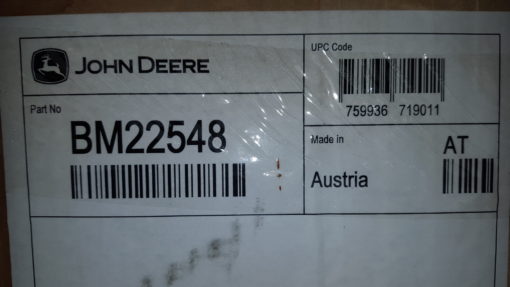 JOHN DEERE
UPC Code
759936 719011
Part No
BM22548
Made in
AT
Austria